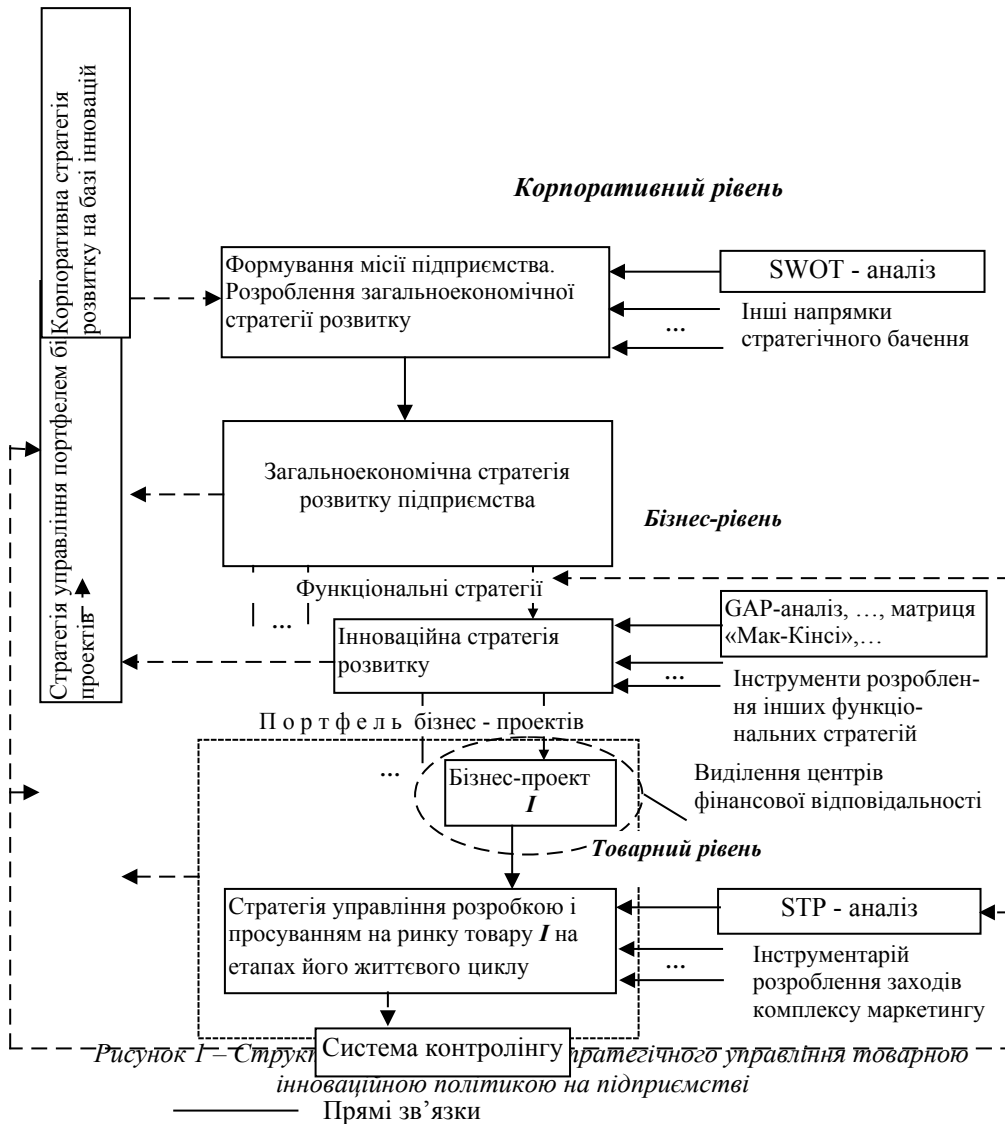 Корпоративна стратегія
розвитку на базі інновацій
Стратегія управління портфелем бі
проектів
Корпоративний рівень
Формування місії підприємства.
Розроблення загальноекономічної
стратегії розвитку
SWOT - аналіз
...
Інші напрямки
стратегічного бачення
Загальноекономічна стратегія
розвитку підприємства
Бізнес-рівень
Функціональні стратегії
...
Інноваційна стратегія
розвитку
GAP-аналіз, …, матриця
«Мак-Кінсі»,…
...
Інструменти розроблен-
ня інших функціо-
нальних стратегій
П о р т ф е л ь бізнес - проектів
...
Бізнес-проект
I
Виділення центрів
фінансової відповідальності
Товарний рівень
Стратегія управління розробкою і
просуванням на ринку товару I на
етапах його життєвого циклу
STP - аналіз
...
Інструментарій
розроблення заходів
комплексу маркетингу
Система контролінгу
Рисунок 1 – Структ тратегічного управління товарною
інноваційною політикою на підприємстві
Прямі зв’язки